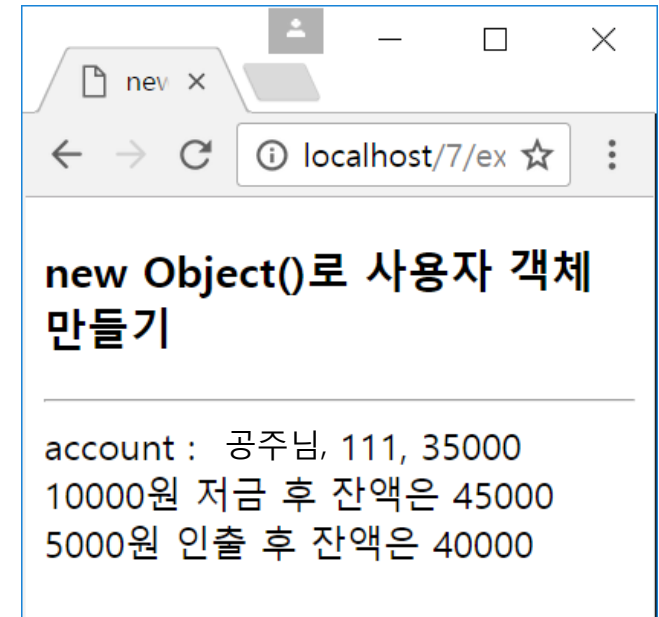 new
localhost/7/ex
new Object()로 사용자 객체
만들기
account : 공주님, 111, 35000
10000원 저금 후 잔액은 45000
5000원 인출 후 잔액은 40000